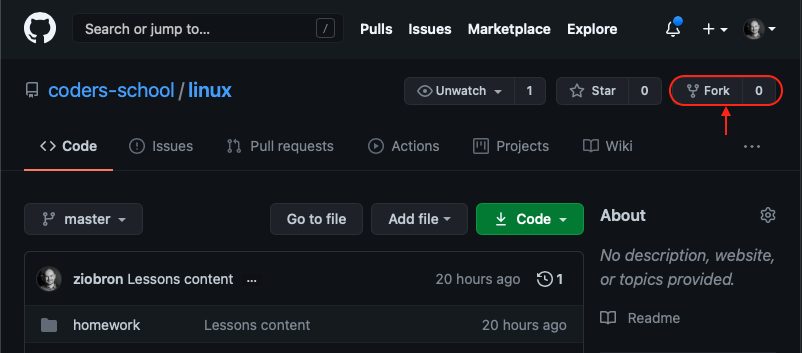 Search or jump to... / Pulls Issues Marketplace Explore
coders-school / linux Unwatch 1 Star 0 Fork 0
Code Issues Pull requests Actions Projects Wiki ...
master Go to file Add file Code About
No description, website,
or topics provided.
ziobron Lessons content ... 20 hours ago 1
homework Lessons content 20 hours ago
Readme